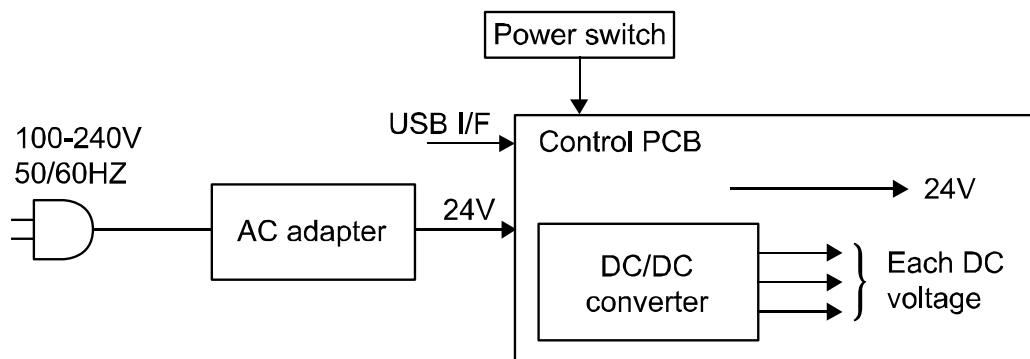 Power switch
100-240V
50/60HZ
USB I/F
Control PCB
AC adapter
24V
24V
DC/DC
converter
Each DC
voltage